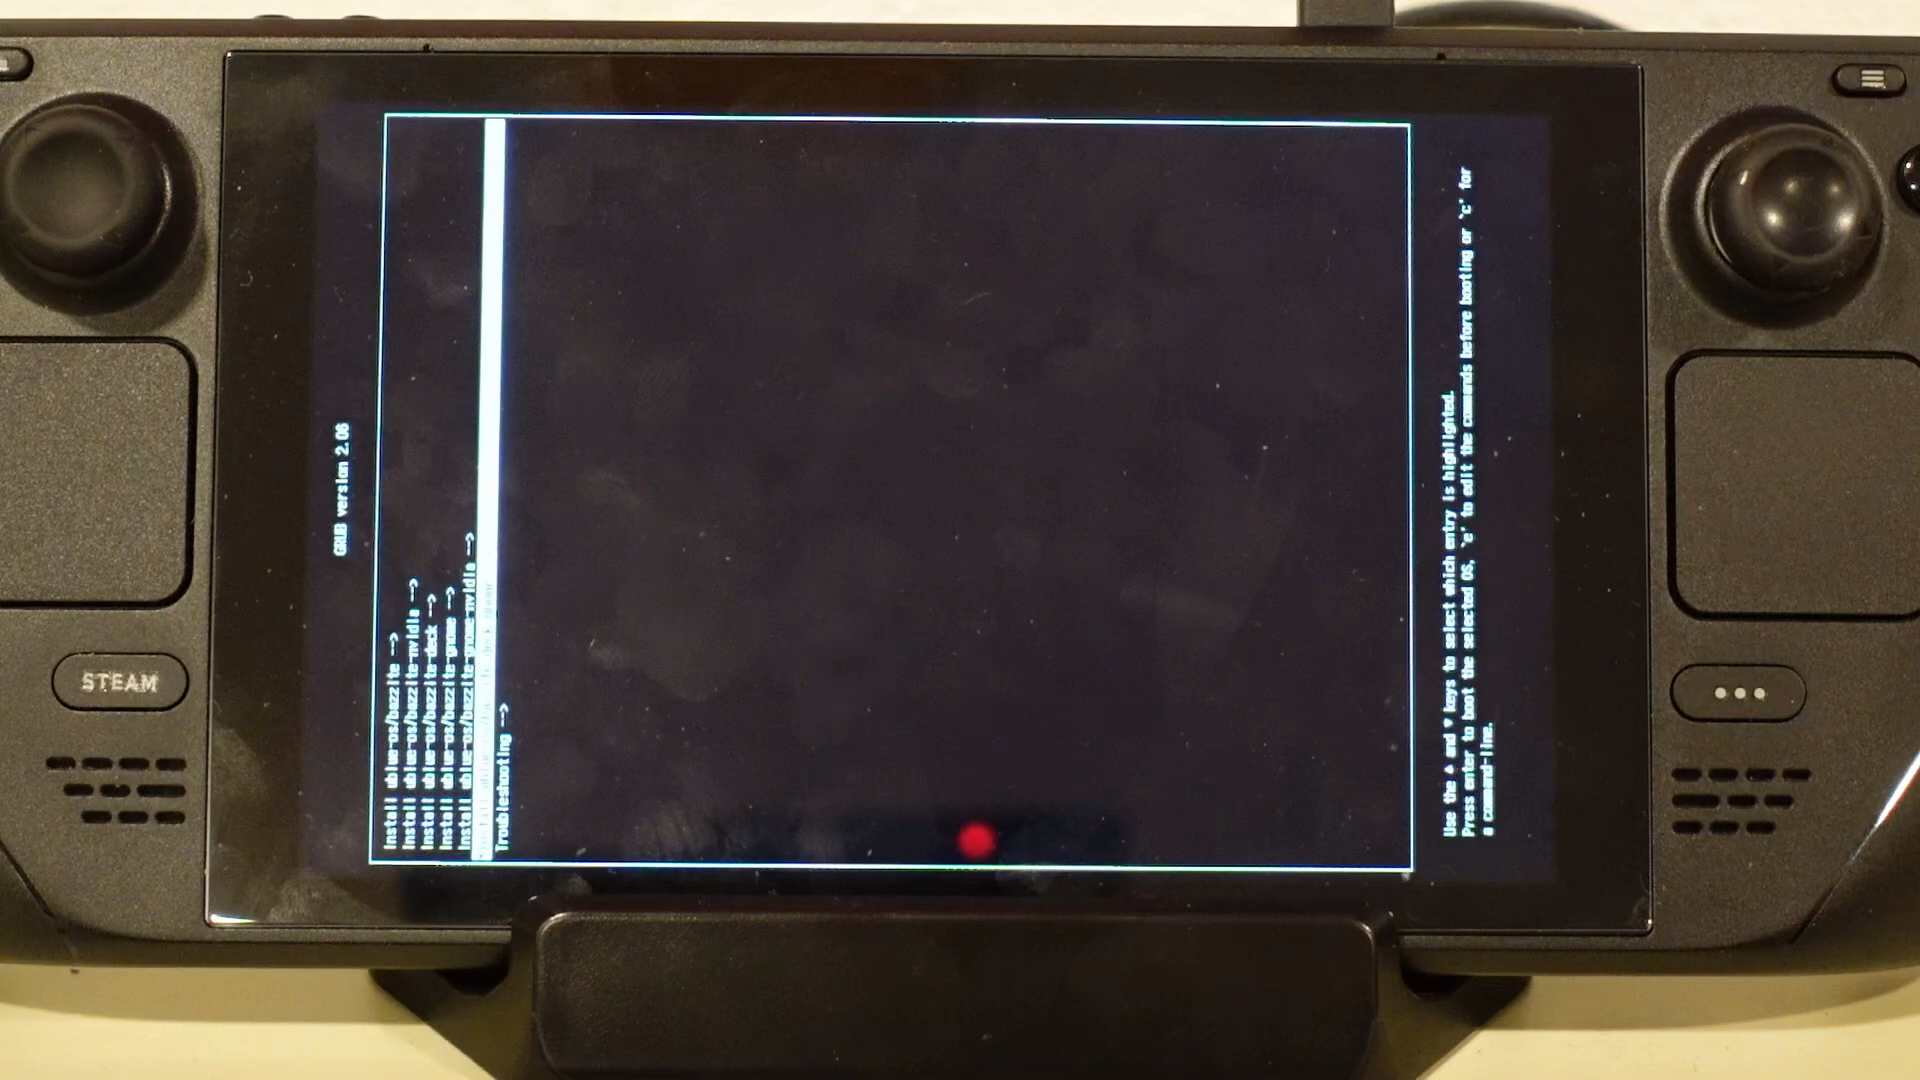 GRUB version 2.06
Install ublue-os/bazzite -->
Install ublue-os/bazzite-nvidia -->
Install ublue-os/bazzite-deck -->
Install ublue-os/bazzite-gnome -->
Install ublue-os/bazzite-gnome-nvidia -->
Troubleshooting -->
Use the ▲ and ▼ keys to select which entry is highlighted.
Press enter to boot the selected OS, `e' to edit the commands before booting or `c' for
a command-line.
STEAM